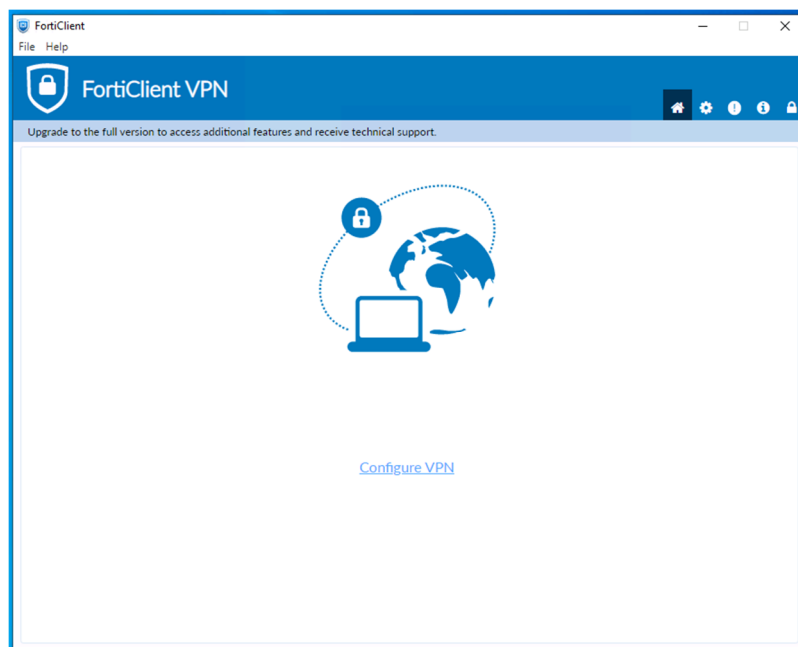 FortiClient
File Help
FortiClient VPN
Upgrade to the full version to access additional features and receive technical support.
Configure VPN